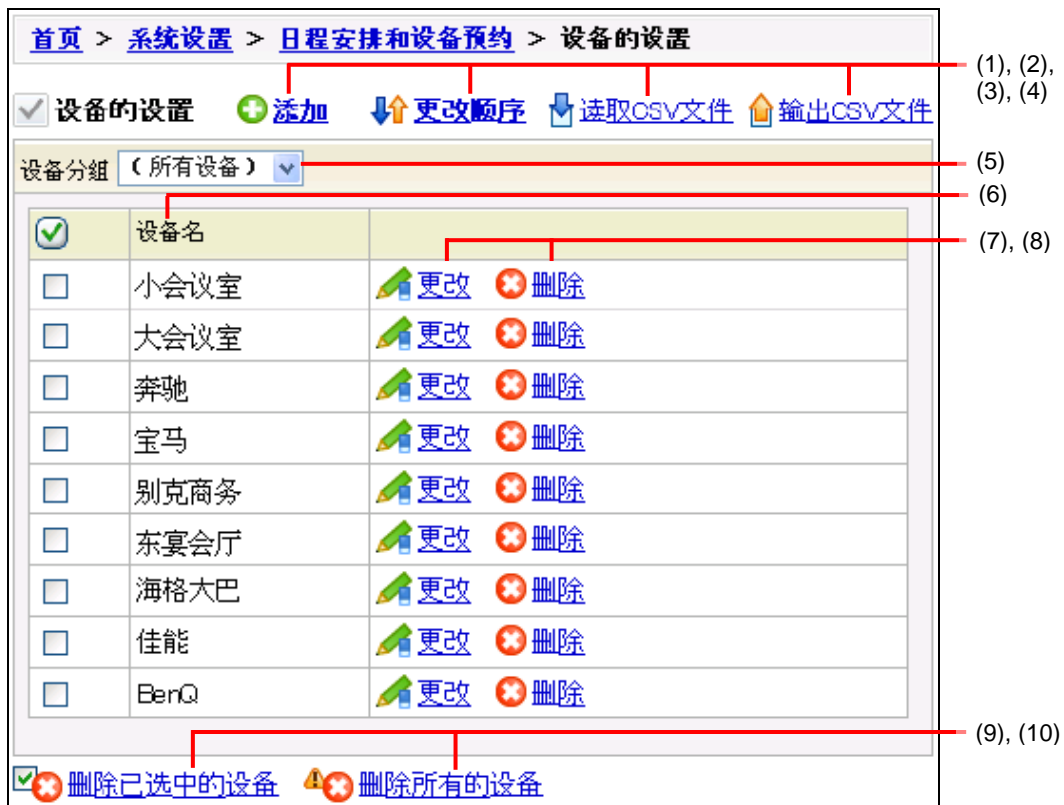 首页 > 系统设置 > 日程安排和设备预约 > 设备的设置
(1), (2),
(3), (4)
设备的设置 添加 更改顺序 读取CSV文件 输出CSV文件
设备分组 (所有设备) (5)
(6)
设备名
(7), (8)
小会议室 更改 删除
大会议室 更改 删除
奔驰 更改 删除
宝马 更改 删除
别克商务 更改 删除
东宴会厅 更改 删除
海格大巴 更改 删除
佳能 更改 删除
BenQ 更改 删除
(9), (10)
删除已选中的设备 删除所有的设备